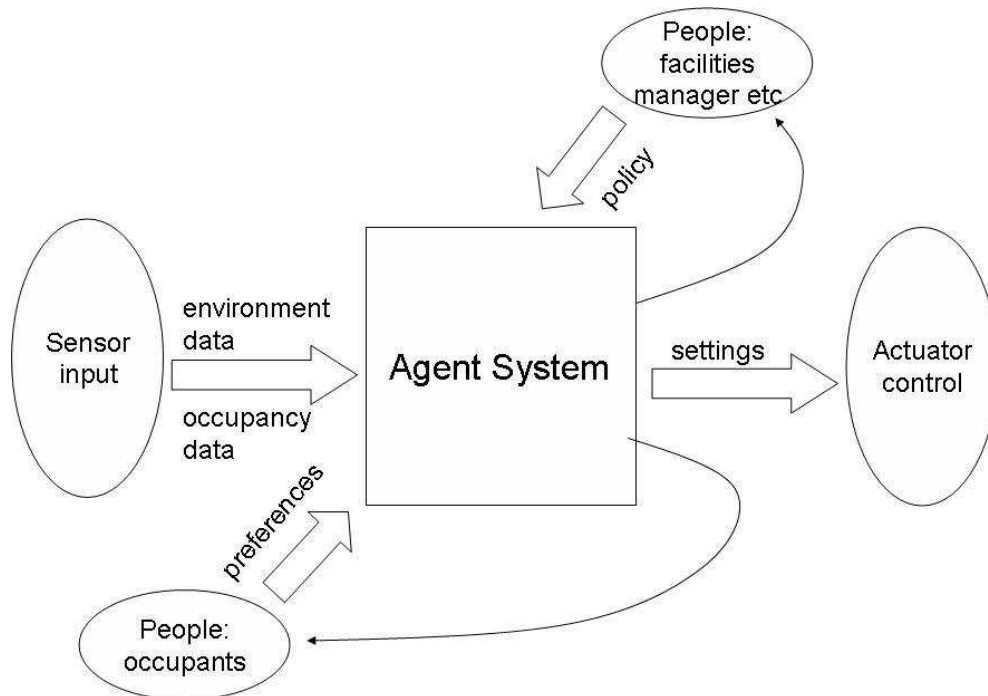 People:
facilities
manager etc
policy
environment
data
Sensor
input
occupancy
data
Agent System
settings
Actuator
control
preferences
People:
occupants